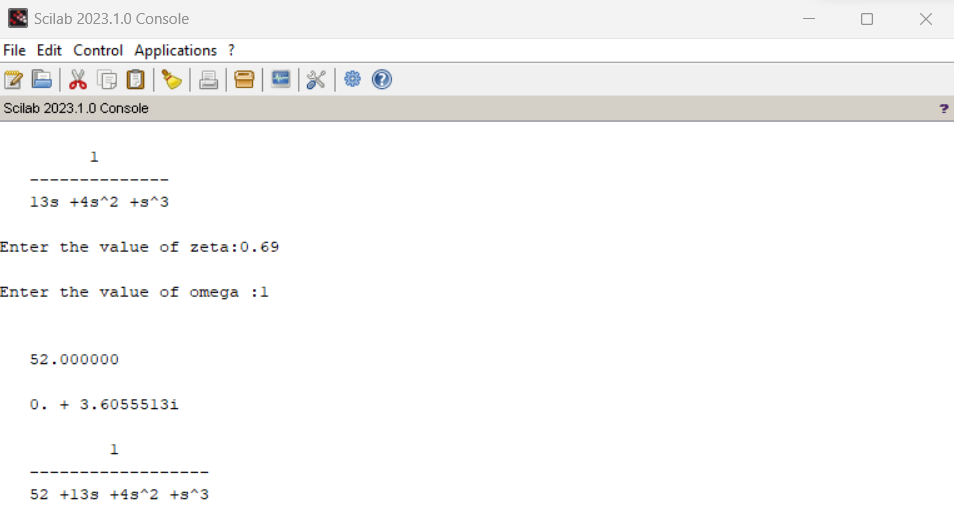 Scilab 2023.1.0 Console
File Edit Control Applications ?
Scilab 2023.1.0 Console ?
1
--------------
13s +4s^2 +s^3
Enter the value of zeta:0.69
Enter the value of omega :1
52.000000
0. + 3.6055513i
1
------------------
52 +13s +4s^2 +s^3